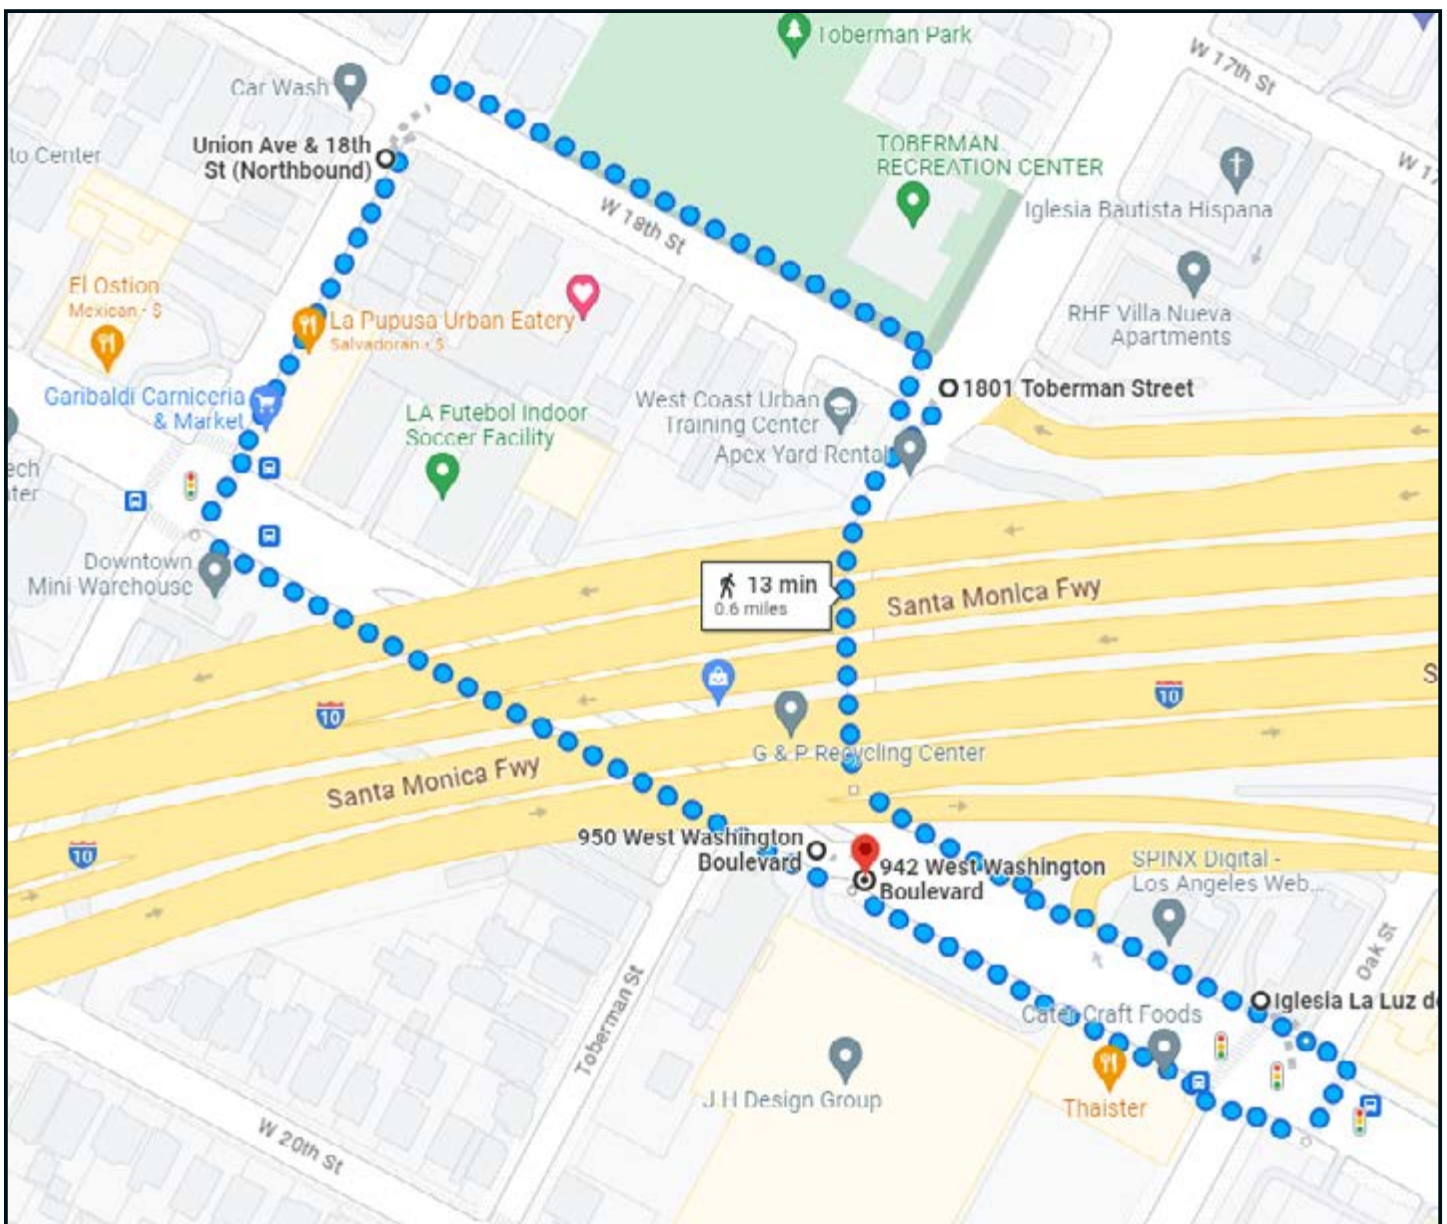 Toberman Park
W 17th St
Car Wash
Union Ave & 18th
St (Northbound)
to Center
TOBERMAN
RECREATION CENTER
W 17
Iglesia Bautista Hispana
W 18th St
El Ostion
Mexican · $
La Pupusa Urban Eatery
Salvadoran · $
RHF Villa Nueva
Apartments
Garibaldi Carniceria
& Market
LA Futebol Indoor
Soccer Facility
West Coast Urban
Training Center
1801 Toberman Street
Apex Yard Rental
ech
ter
Downtown
Mini Warehouse
13 min
0.6 miles
Santa Monica Fwy
S
10
10
G & P Recycling Center
Santa Monica Fwy
10
950 West Washington
Boulevard
942 West Washington
Boulevard
SPINX Digital -
Los Angeles Web...
Oak St
Iglesia La Luz d
Cater Craft Foods
Toberman St
J H Design Group
Thaister
W 20th St